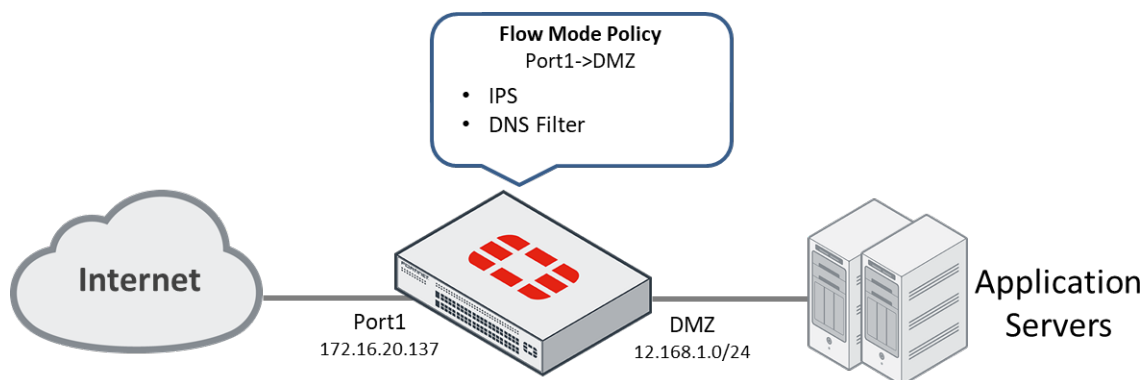 Flow Mode Policy
Port1->DMZ
• IPS
• DNS Filter
Internet
Port1
172.16.20.137
DMZ
12.168.1.0/24
Application
Servers